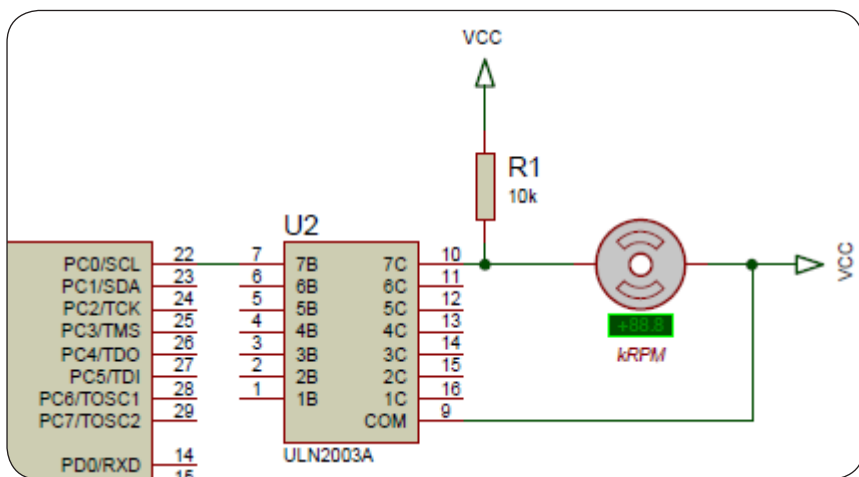 VCC
R1
10k
U2
PC0/SCL 22 7 7B 7C 10
PC1/SDA 23 6 6B 6C 11
PC2/TCK 24 5 5B 5C 12
PC3/TMS 25 4 4B 4C 13
PC4/TDO 26 3 3B 3C 14
PC5/TDI 27 2 2B 2C 15
PC6/TOSC1 28 1 1B 1C 16
PC7/TOSC2 29 COM 9
PD0/RXD 14
ULN2003A
+88.8
kRPM
VCC